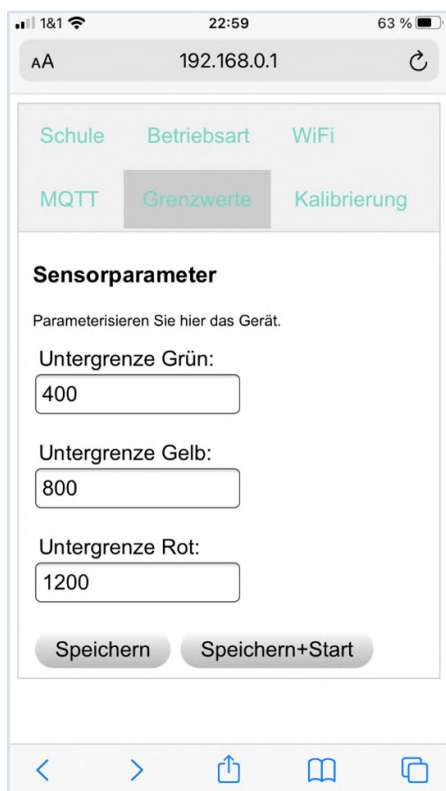 1&1 22:59 63 %
AA 192.168.0.1
Schule Betriebsart WiFi
MQTT Grenzwerte Kalibrierung
Sensorparameter
Parameterisieren Sie hier das Gerät.
Untergrenze Grün:
400
Untergrenze Gelb:
800
Untergrenze Rot:
1200
Speichern Speichern+Start